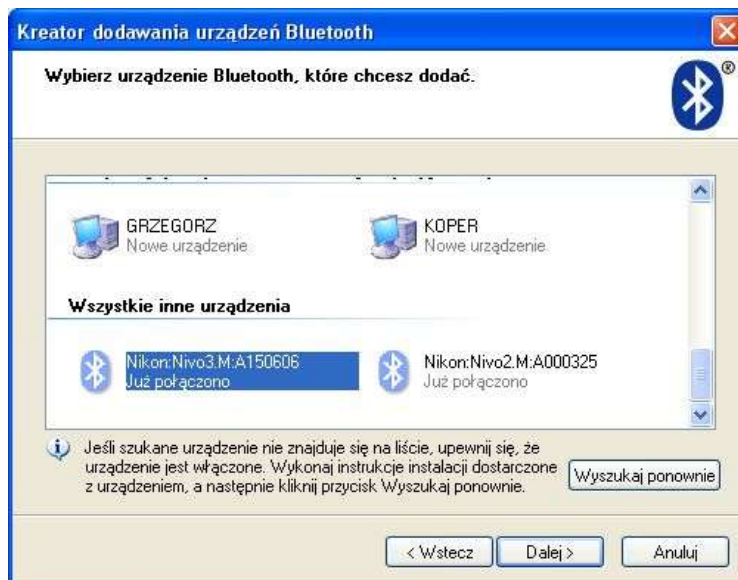 Kreator dodawania urządzeń Bluetooth
Wybierz urządzenie Bluetooth, które chcesz dodać.
®
GRZEGORZ
Nowe urządzenie
KOPER
Nowe urządzenie
Wszystkie inne urządzenia
Nikon:Nivo3.M:A150606
Już połączono
Nikon:Nivo2.M:A000325
Już połączono
Jeśli szukane urządzenie nie znajduje się na liście, upewnij się, że
urządzenie jest włączone. Wykonaj instrukcje instalacji dostarczone
z urządzeniem, a następnie kliknij przycisk Wyszukaj ponownie.
Wyszukaj ponownie
< Wstecz
Dalej >
Anuluj